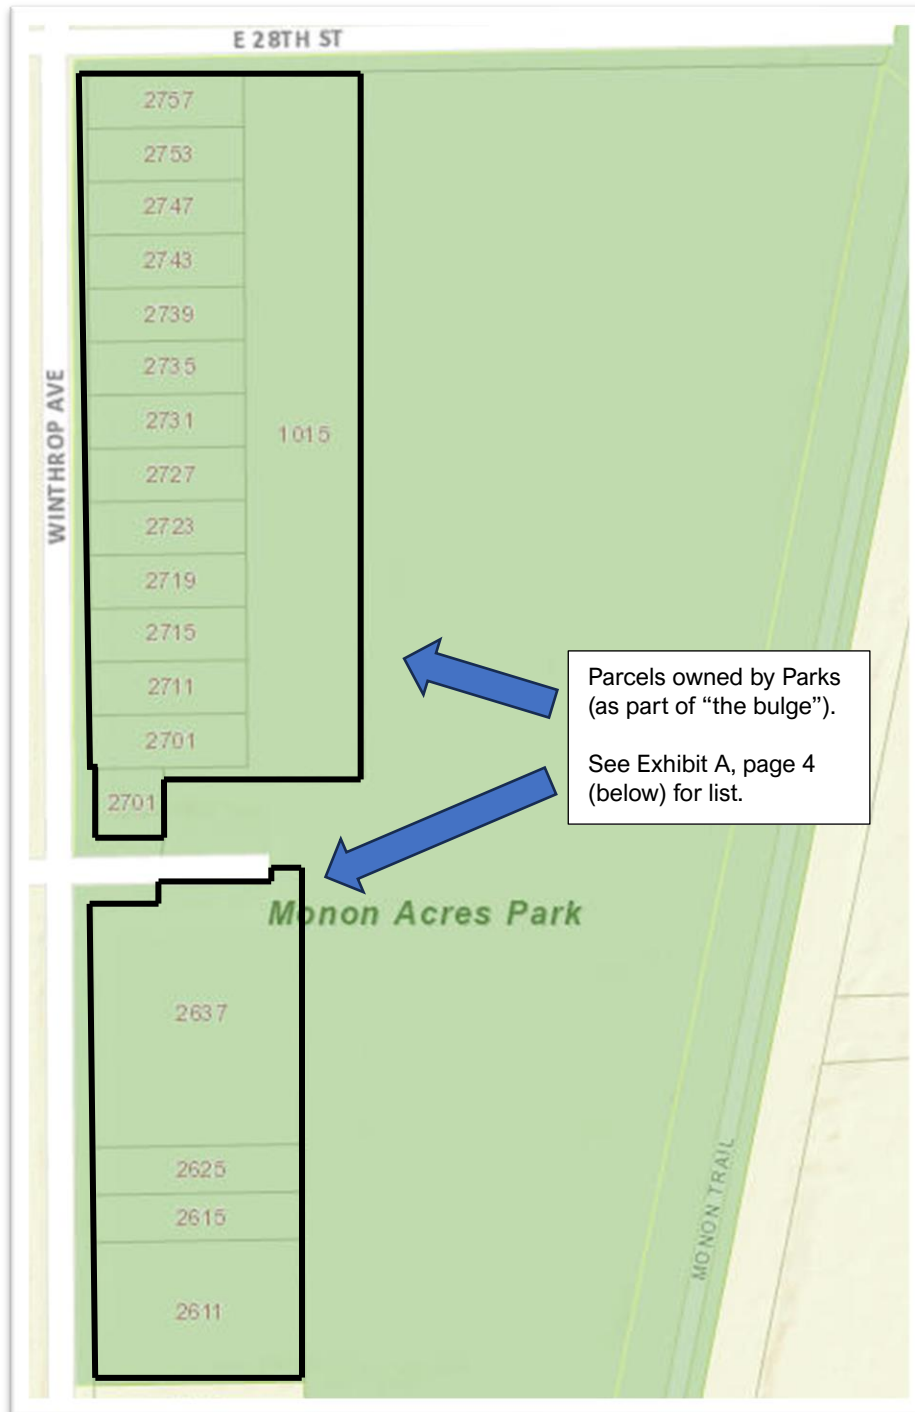 E 28TH ST
2757
2753
2747
2743
2739
2735
WINTHROP AVE
2731
1015
2727
2723
2719
2715
2711
2701
2701
Parcels owned by Parks
(as part of “the bulge”).
See Exhibit A, page 4
(below) for list.
Monon Acres Park
2637
2625
2615
2611
MONON TRAIL